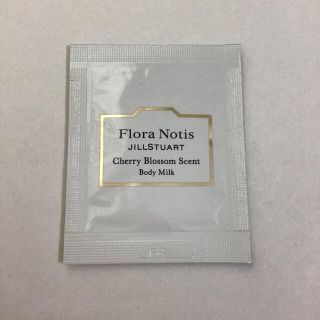 Flora Notis
JILLSTUART
Cherry Blossom Scent
Body Milk